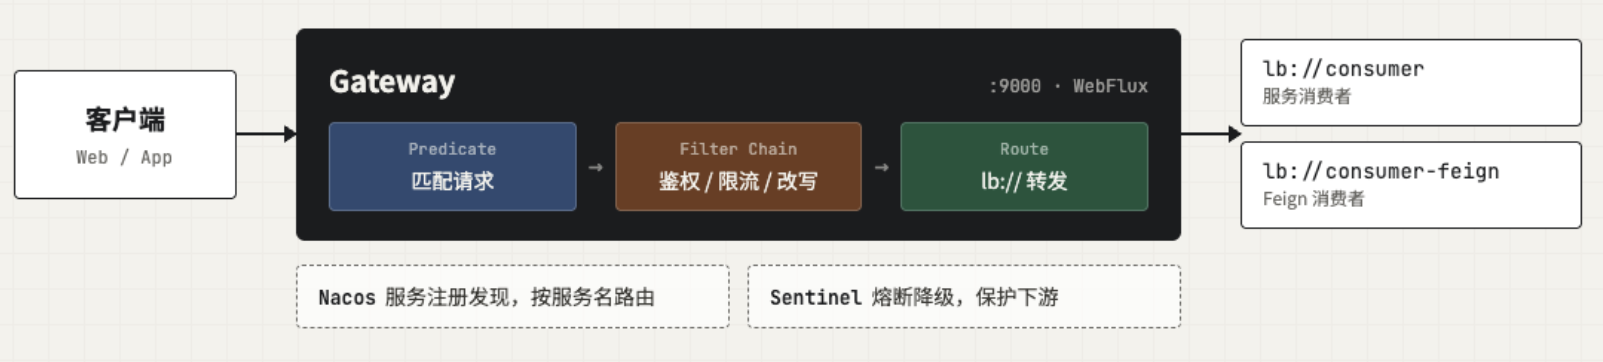 客户端
Web / App
Gateway
:9000 · WebFlux
Predicate
匹配请求
→
Filter Chain
鉴权 / 限流 / 改写
→
Route
lb:// 转发
lb://consumer
服务消费者
lb://consumer-feign
Feign 消费者
Nacos 服务注册发现，按服务名路由
Sentinel 熔断降级，保护下游